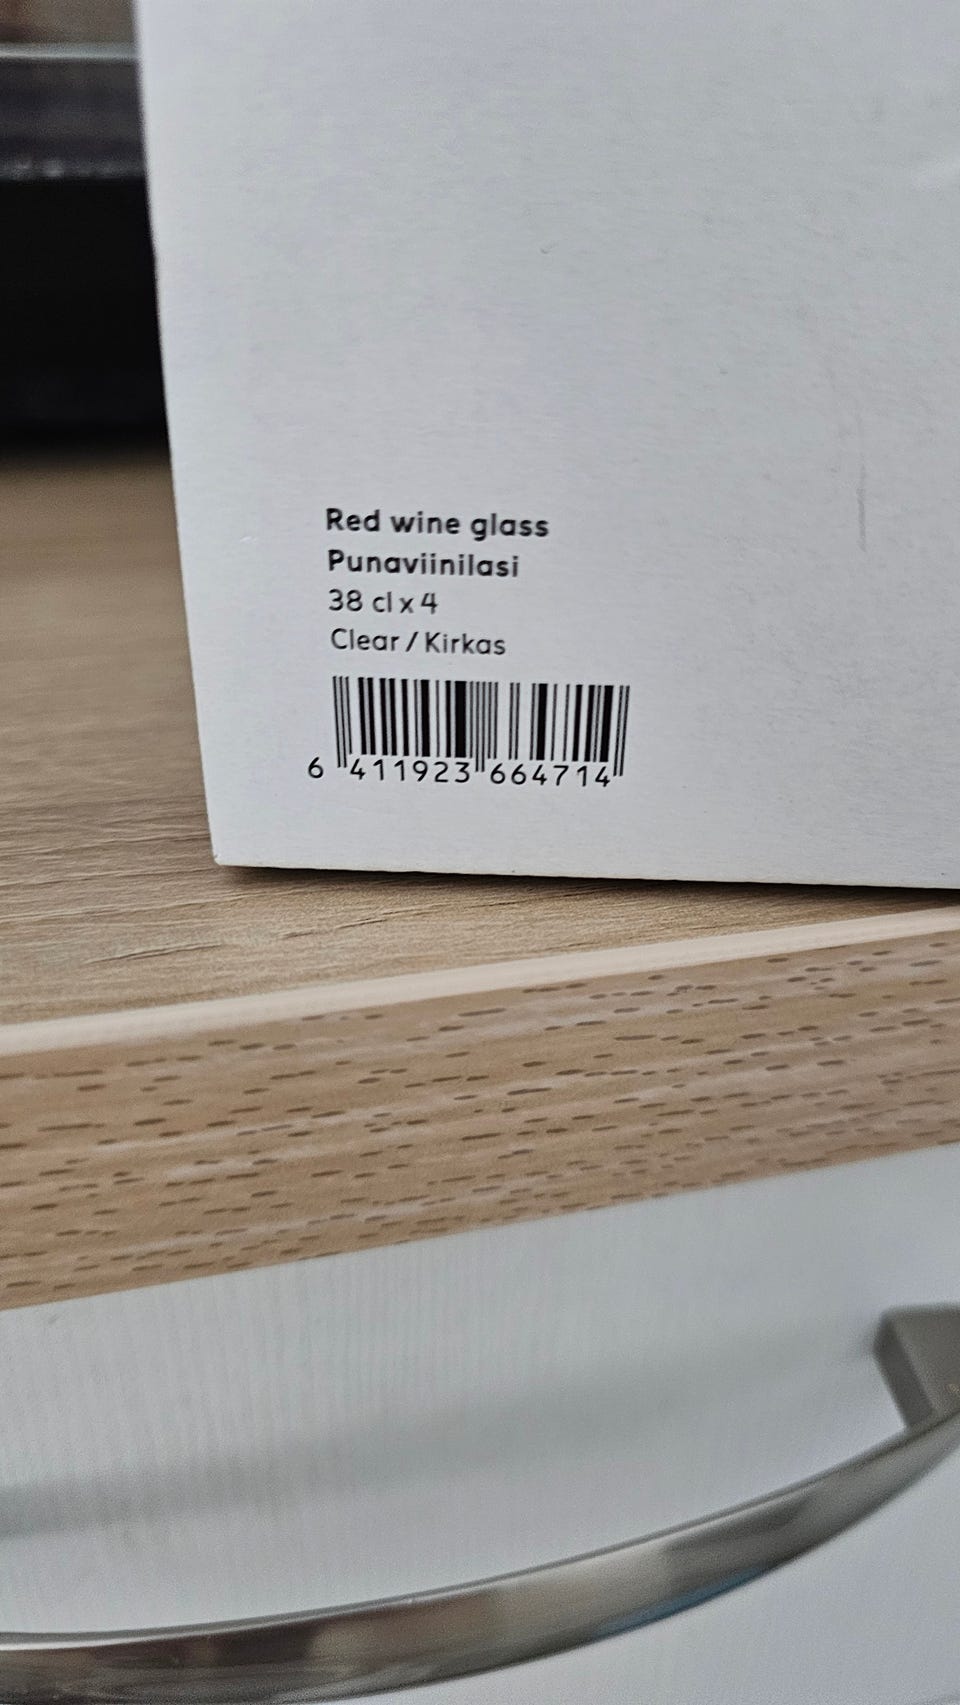 Red wine glass
Punaviinilasi
38 cl x 4
Clear / Kirkas
6 411923 664714